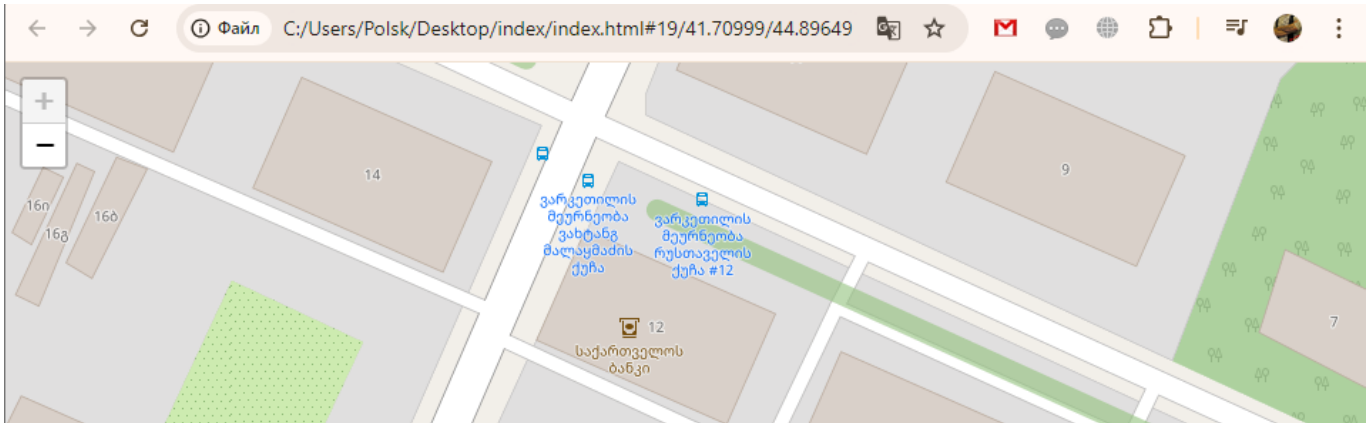 Файл
C:/Users/Polsk/Desktop/index/index.html#19/41.70999/44.89649
+
−
14
9
16ი
16გ
16ბ
ვარკეთილის
მეურნეობა
ვახტანგ
მალაყმაძის
ქუჩა
ვარკეთილის
მეურნეობა
რუსთაველის
ქუჩა #12
12
საქართველოს
ბანკი
7